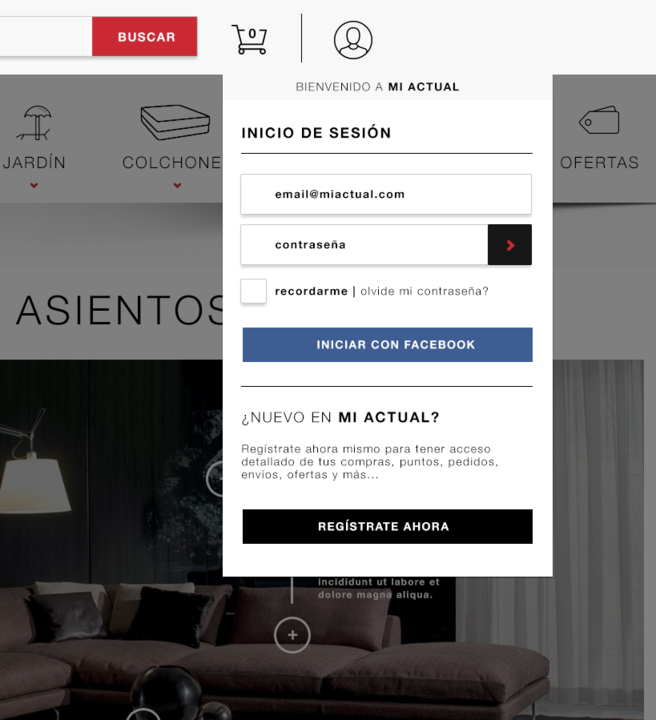 BUSCAR
0
BIENVENIDO A MI ACTUAL
JARDÍN
COLCHONE
OFERTAS
INICIO DE SESIÓN
email@miactual.com
contraseña
recordarme | olvide mi contraseña?
INICIAR CON FACEBOOK
ASIENTOS
¿NUEVO EN MI ACTUAL?
Regístrate ahora mismo para tener acceso
detallado de tus compras, puntos, pedidos,
envíos, ofertas y más...
REGÍSTRATE AHORA
incididunt ut labore et
dolore magna aliqua.